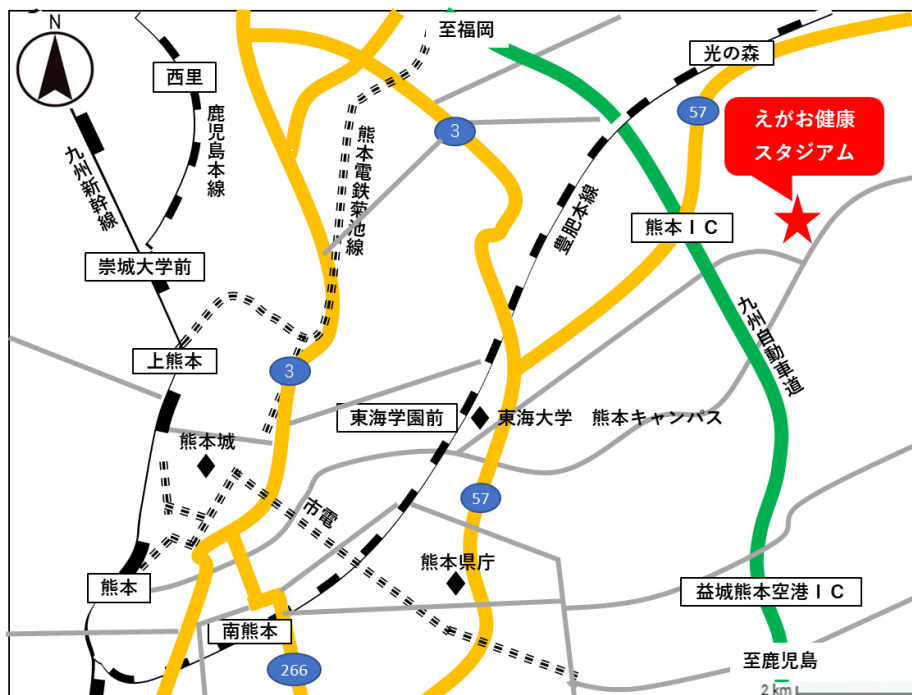 N
至福岡
光の森
西里
57
えがお健康
スタジアム
3
鹿児島本線
九州新幹線
熊本電鉄菊池線
豊肥本線
熊本ＩＣ
崇城大学前
九州自動車道
上熊本
3
東海学園前
東海大学　熊本キャンパス
熊本城
57
市電
熊本県庁
熊本
益城熊本空港ＩＣ
南熊本
至鹿児島
266
2 km